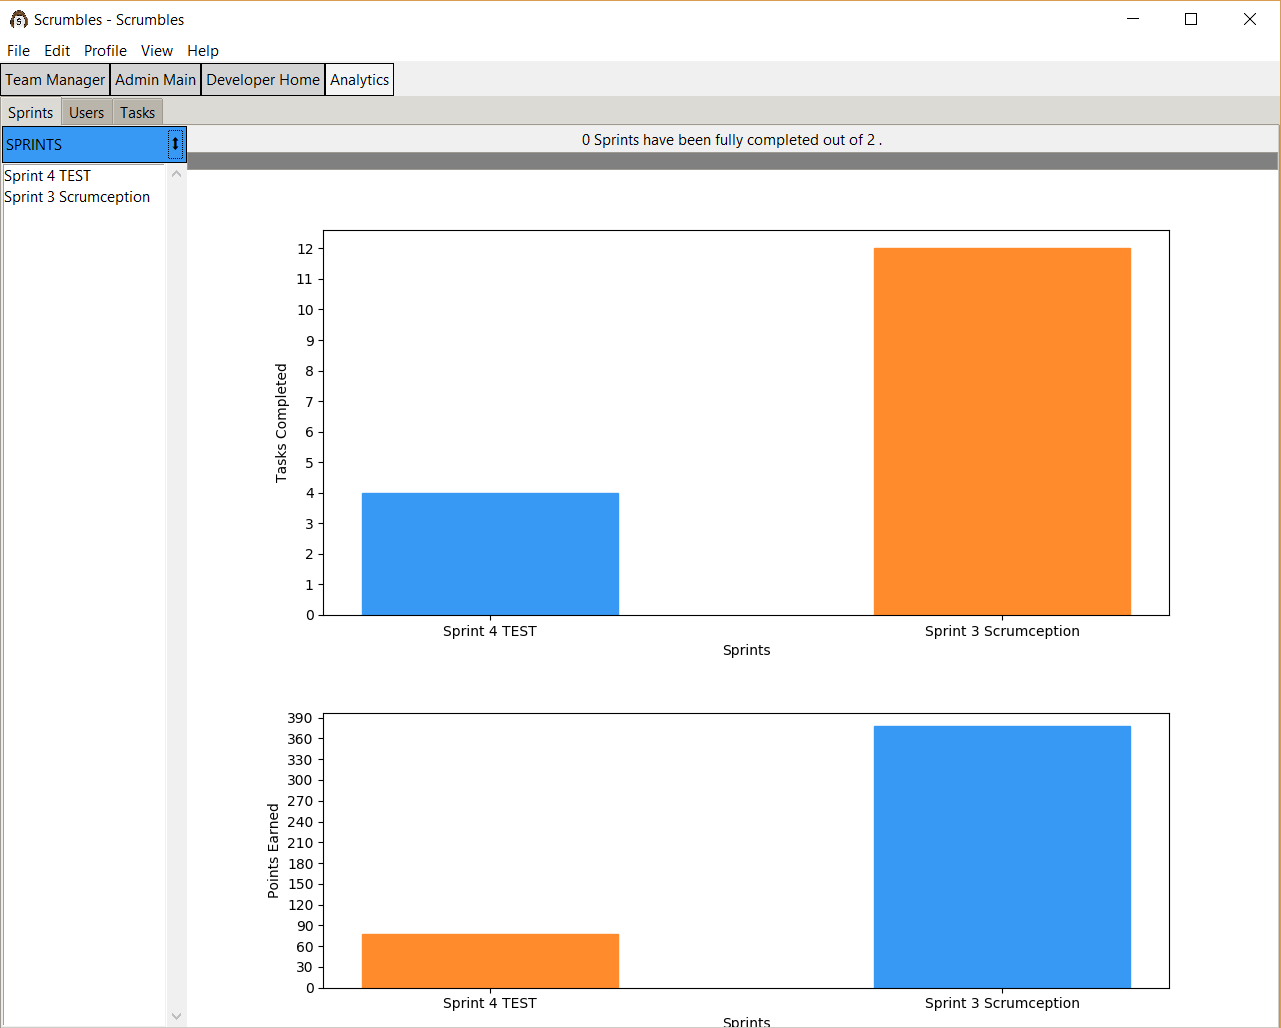 Scrumbles - Scrumbles
File Edit Profile View Help
Team Manager Admin Main Developer Home Analytics
Sprints Users Tasks
SPRINTS
0 Sprints have been fully completed out of 2 .
Sprint 4 TEST
Sprint 3 Scrumception
Tasks Completed
12
11
10
9
8
7
6
5
4
3
2
1
0
Sprint 4 TEST Sprint 3 Scrumception
Sprints
Points Earned
390
360
330
300
270
240
210
180
150
120
90
60
30
0
Sprint 4 TEST Sprint 3 Scrumception
Sprints